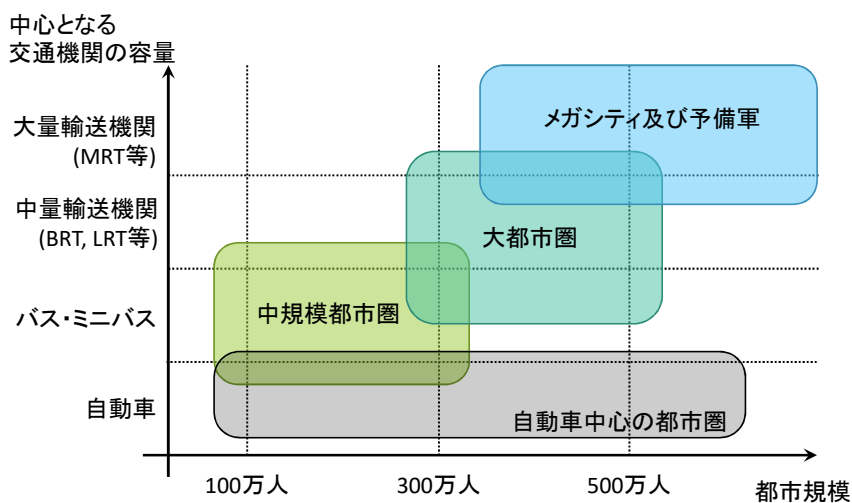 中心となる
交通機関の容量
大量輸送機関
(MRT等)
メガシティ及び予備軍
中量輸送機関
(BRT, LRT等)
大都市圏
バス・ミニバス
中規模都市圏
自動車
自動車中心の都市圏
100万人
300万人
500万人
都市規模